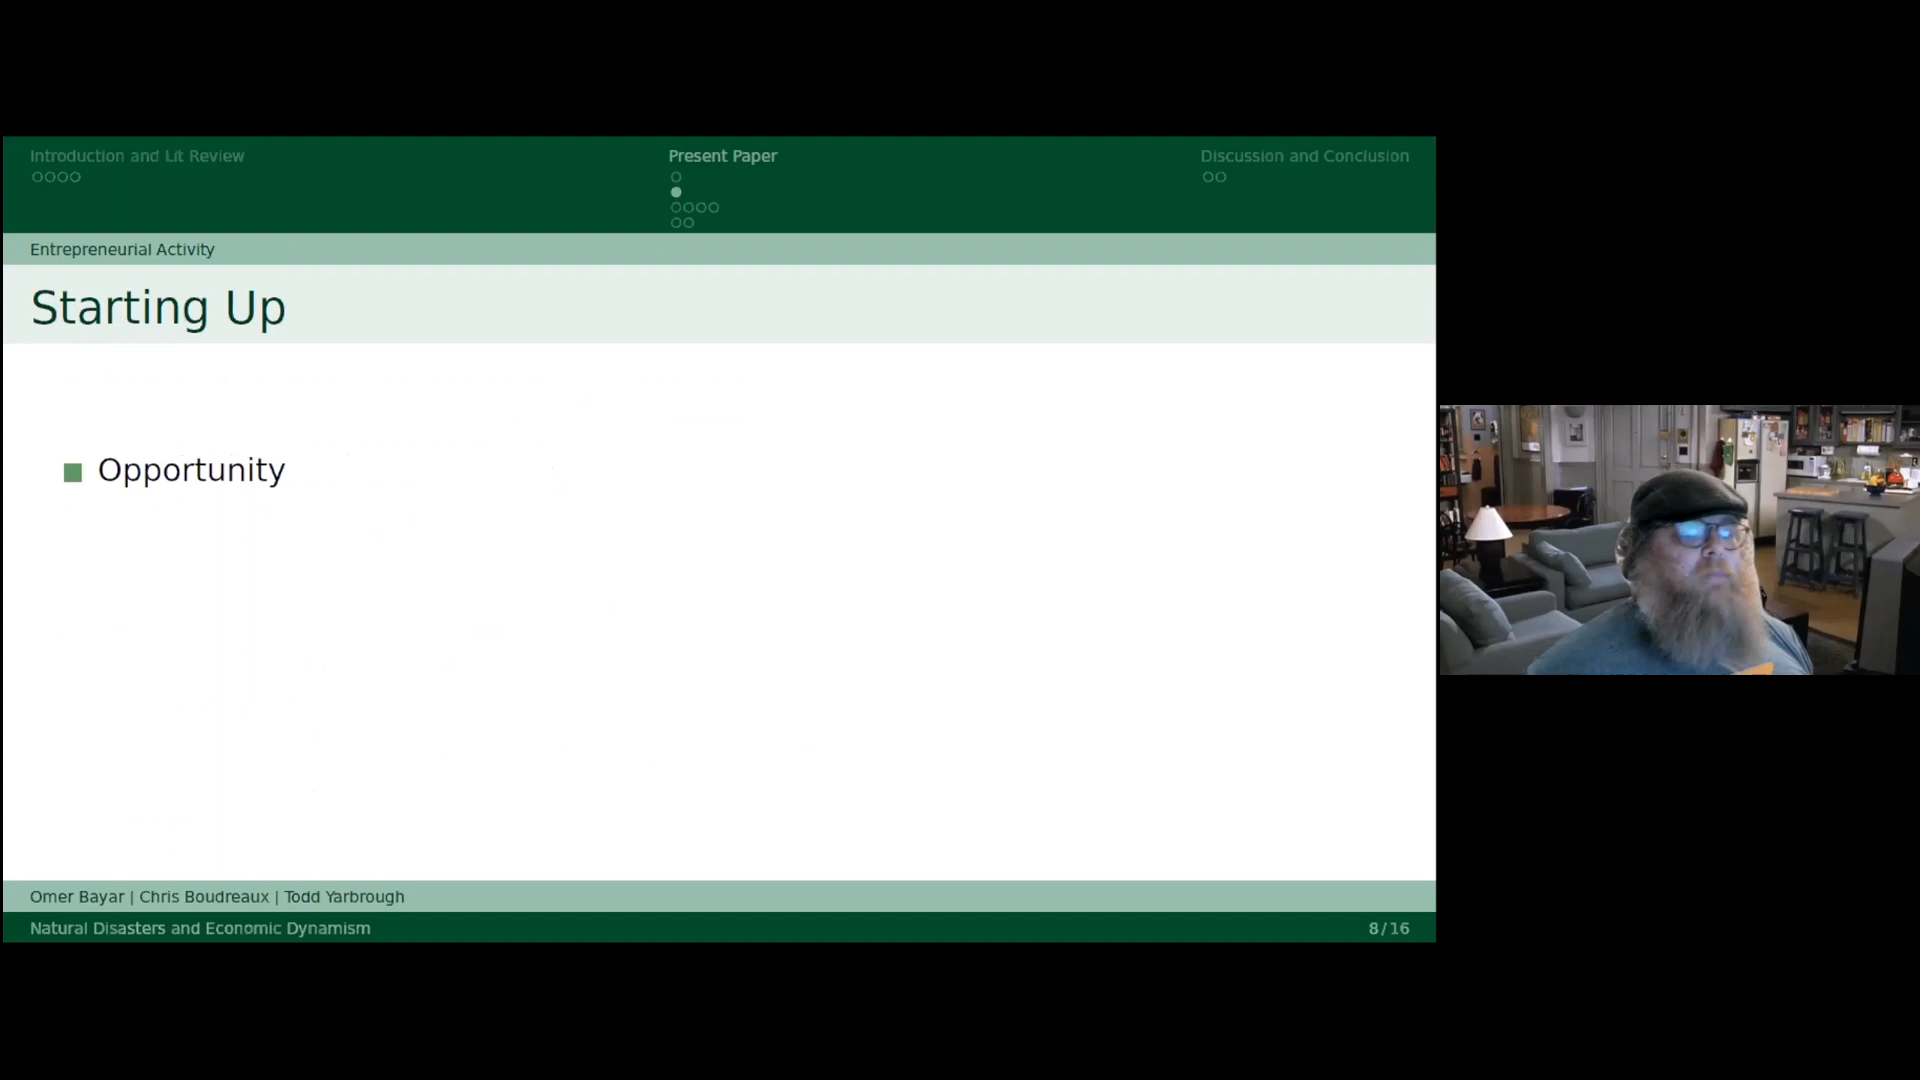 Introduction and Lit Review
Present Paper
Discussion and Conclusion
Entrepreneurial Activity
Starting Up
Opportunity
Omer Bayar | Chris Boudreaux | Todd Yarbrough
Natural Disasters and Economic Dynamism
8/16